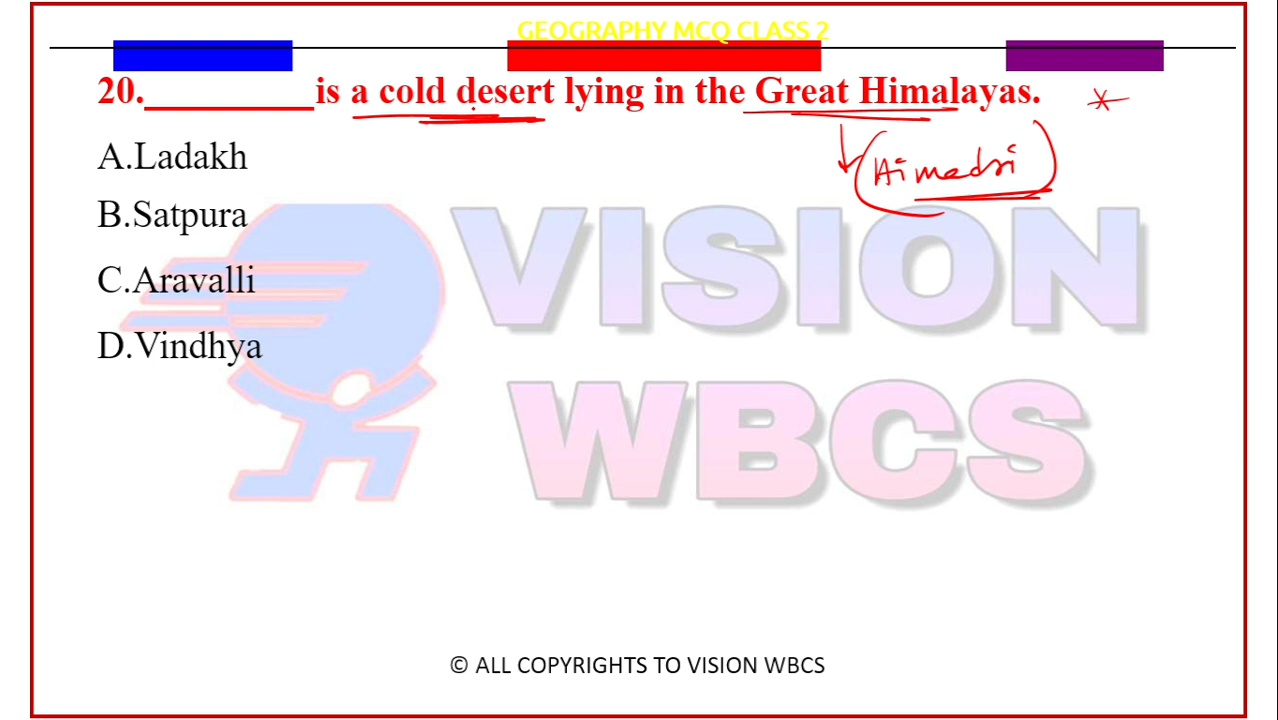 GEOGRAPHY MCQ CLASS 2
20.__________is a cold desert lying in the Great Himalayas.
Himadri
A.Ladakh
B.Satpura
C.Aravalli
D.Vindhya
VISION
WBCS
© ALL COPYRIGHTS TO VISION WBCS